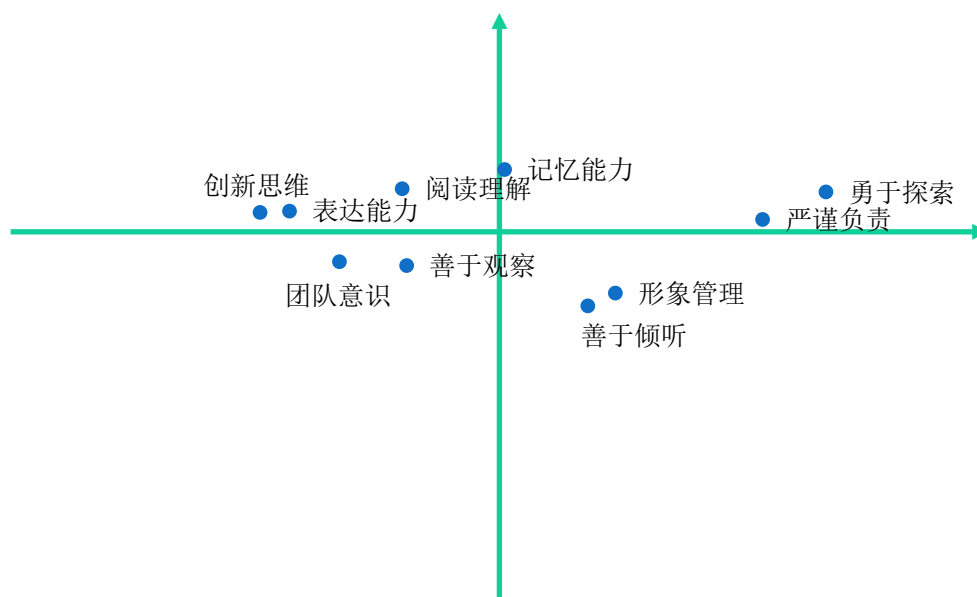 记忆能力
创新思维
阅读理解
勇于探索
表达能力
严谨负责
善于观察
团队意识
形象管理
善于倾听